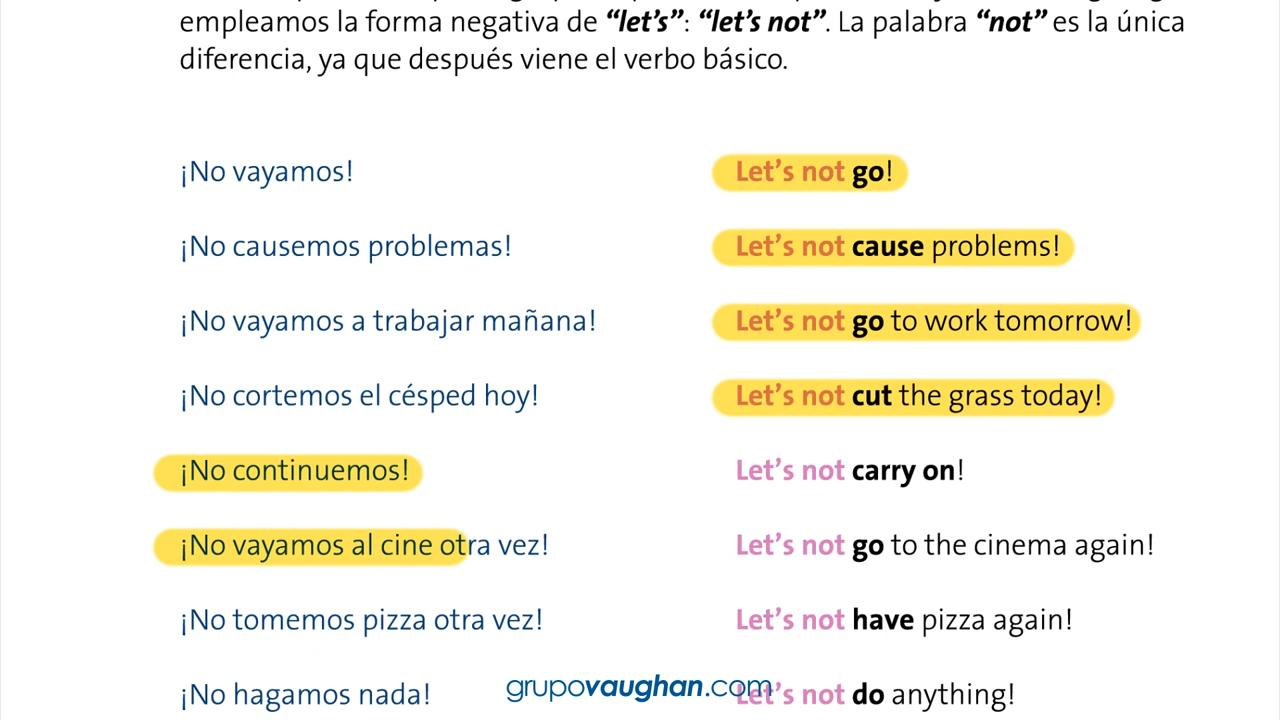 empleamos la forma negativa de “let’s”: “let’s not”. La palabra “not” es la única
diferencia, ya que después viene el verbo básico.
¡No vayamos! Let’s not go!
¡No causemos problemas! Let’s not cause problems!
¡No vayamos a trabajar mañana! Let’s not go to work tomorrow!
¡No cortemos el césped hoy! Let’s not cut the grass today!
¡No continuemos! Let’s not carry on!
¡No vayamos al cine otra vez! Let’s not go to the cinema again!
¡No tomemos pizza otra vez! Let’s not have pizza again!
¡No hagamos nada! Let’s not do anything!
grupovaughan.com